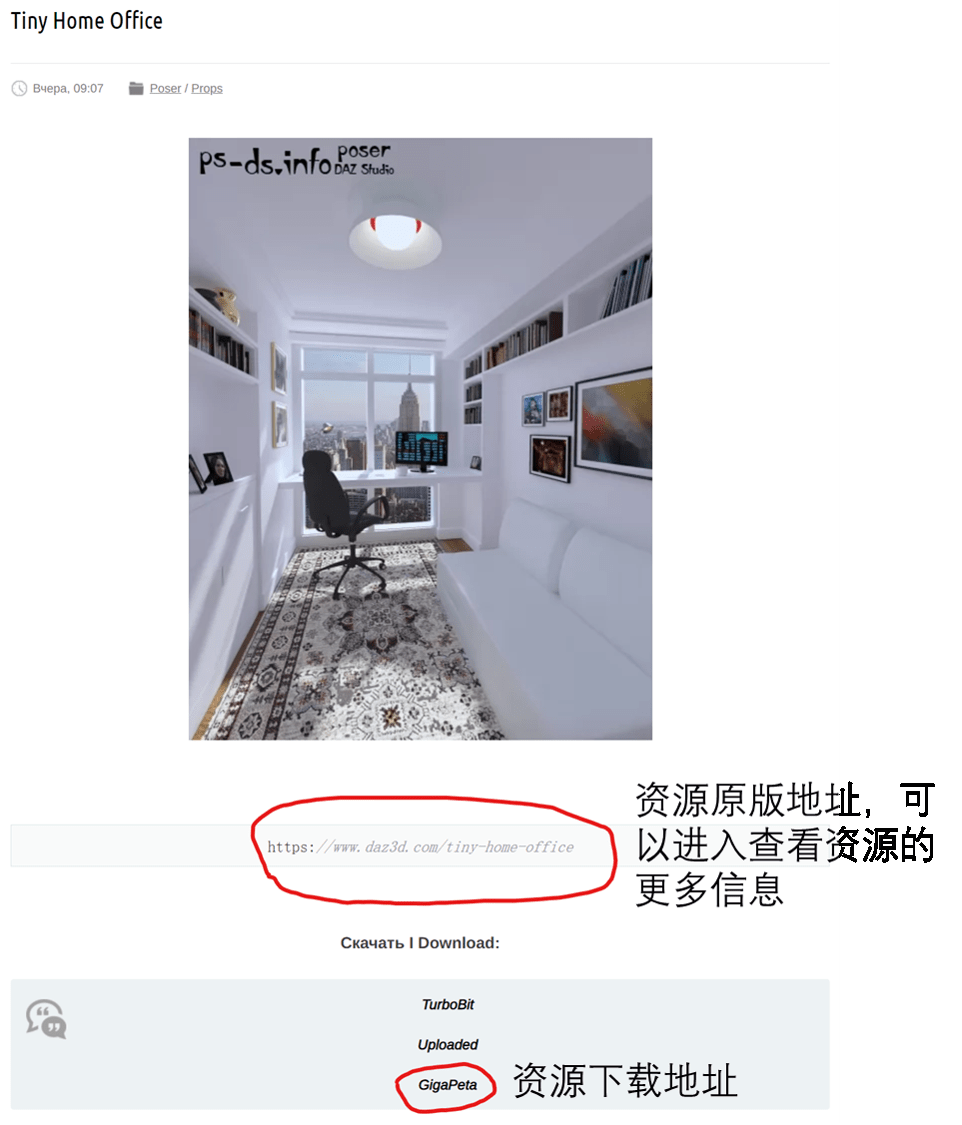 Tiny Home Office
Вчера, 09:07 Poser / Props
ps-ds.info poser
DAZ Studio
https://www.daz3d.com/tiny-home-office
资源原版地址，可
以进入查看资源的
更多信息
Скачать I Download:
TurboBit
Uploaded
GigaPeta 资源下载地址